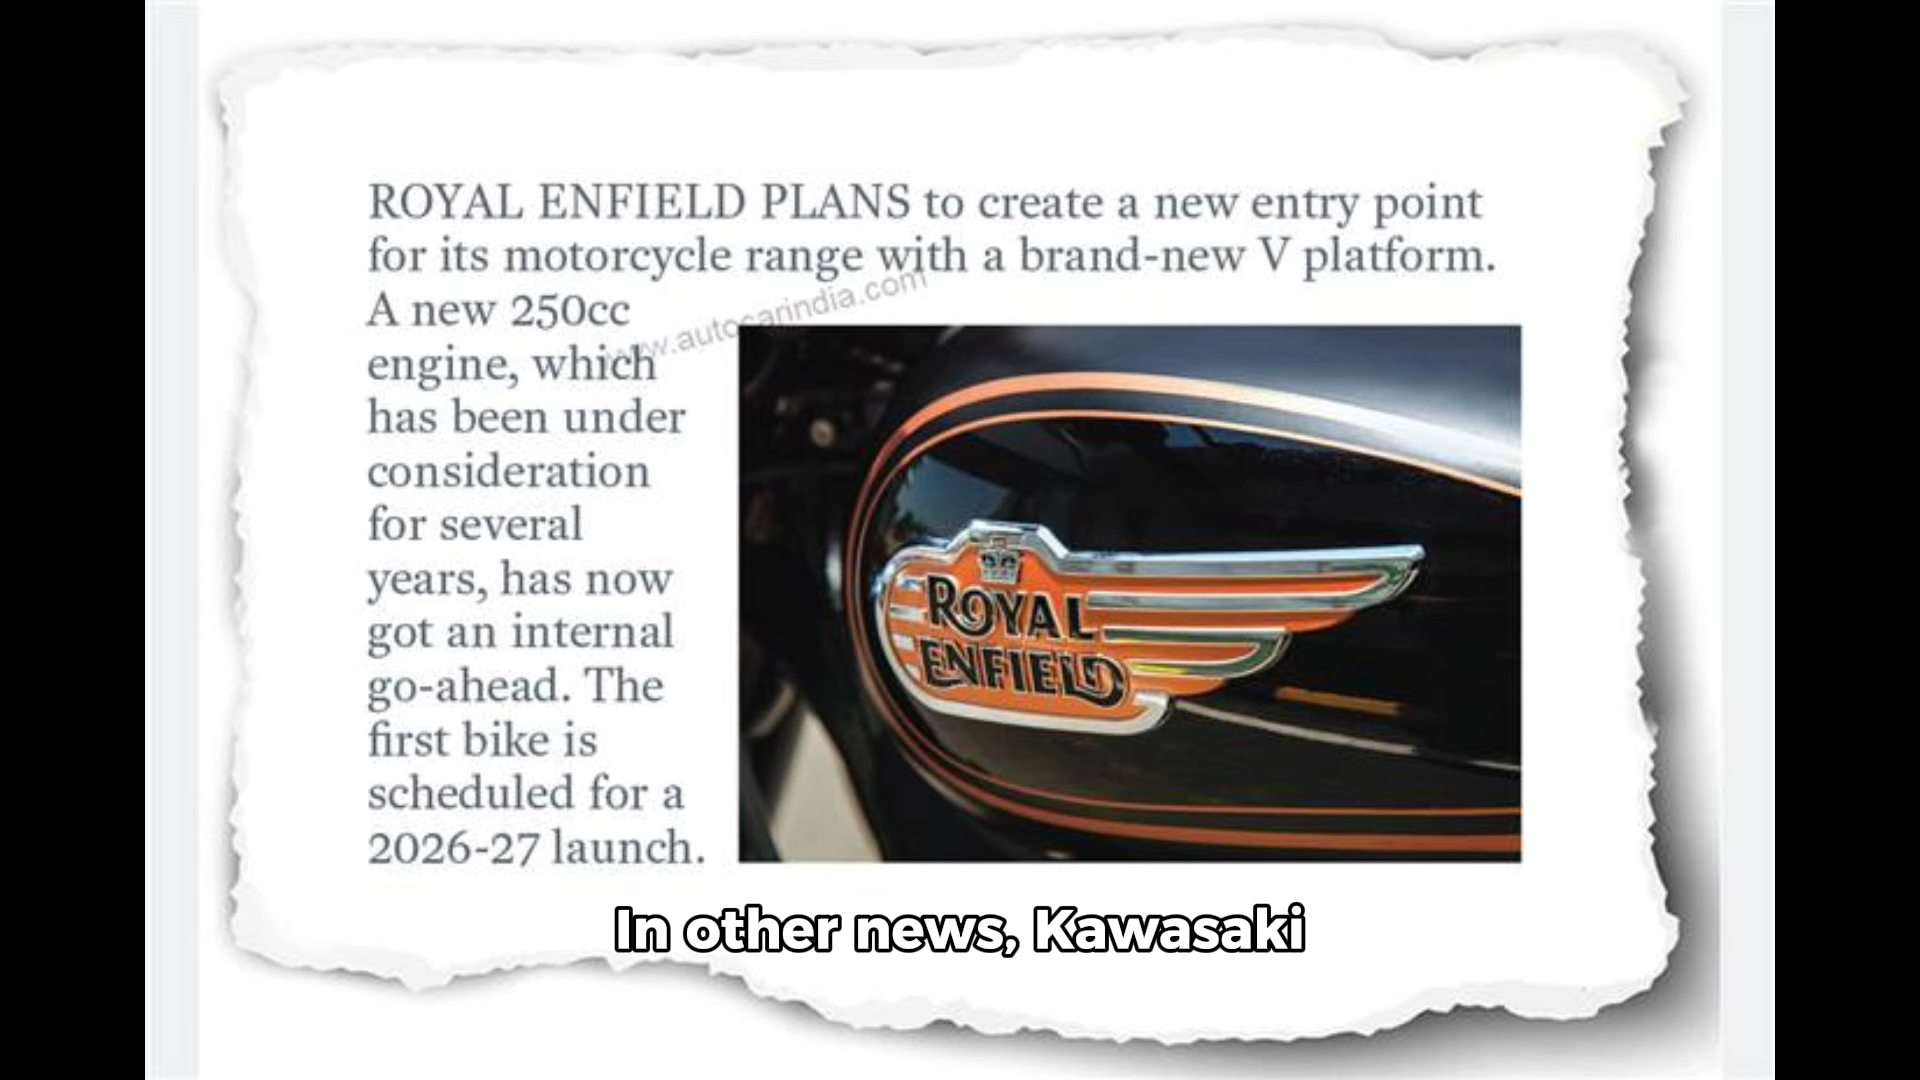 ROYAL ENFIELD PLANS to create a new entry point
for its motorcycle range with a brand-new V platform.
A new 250cc
engine, which
has been under
consideration
for several
years, has now
got an internal
go-ahead. The
first bike is
scheduled for a
2026-27 launch.
www.autocarindia.com
ROYAL
ENFIELD
In other news, Kawasaki